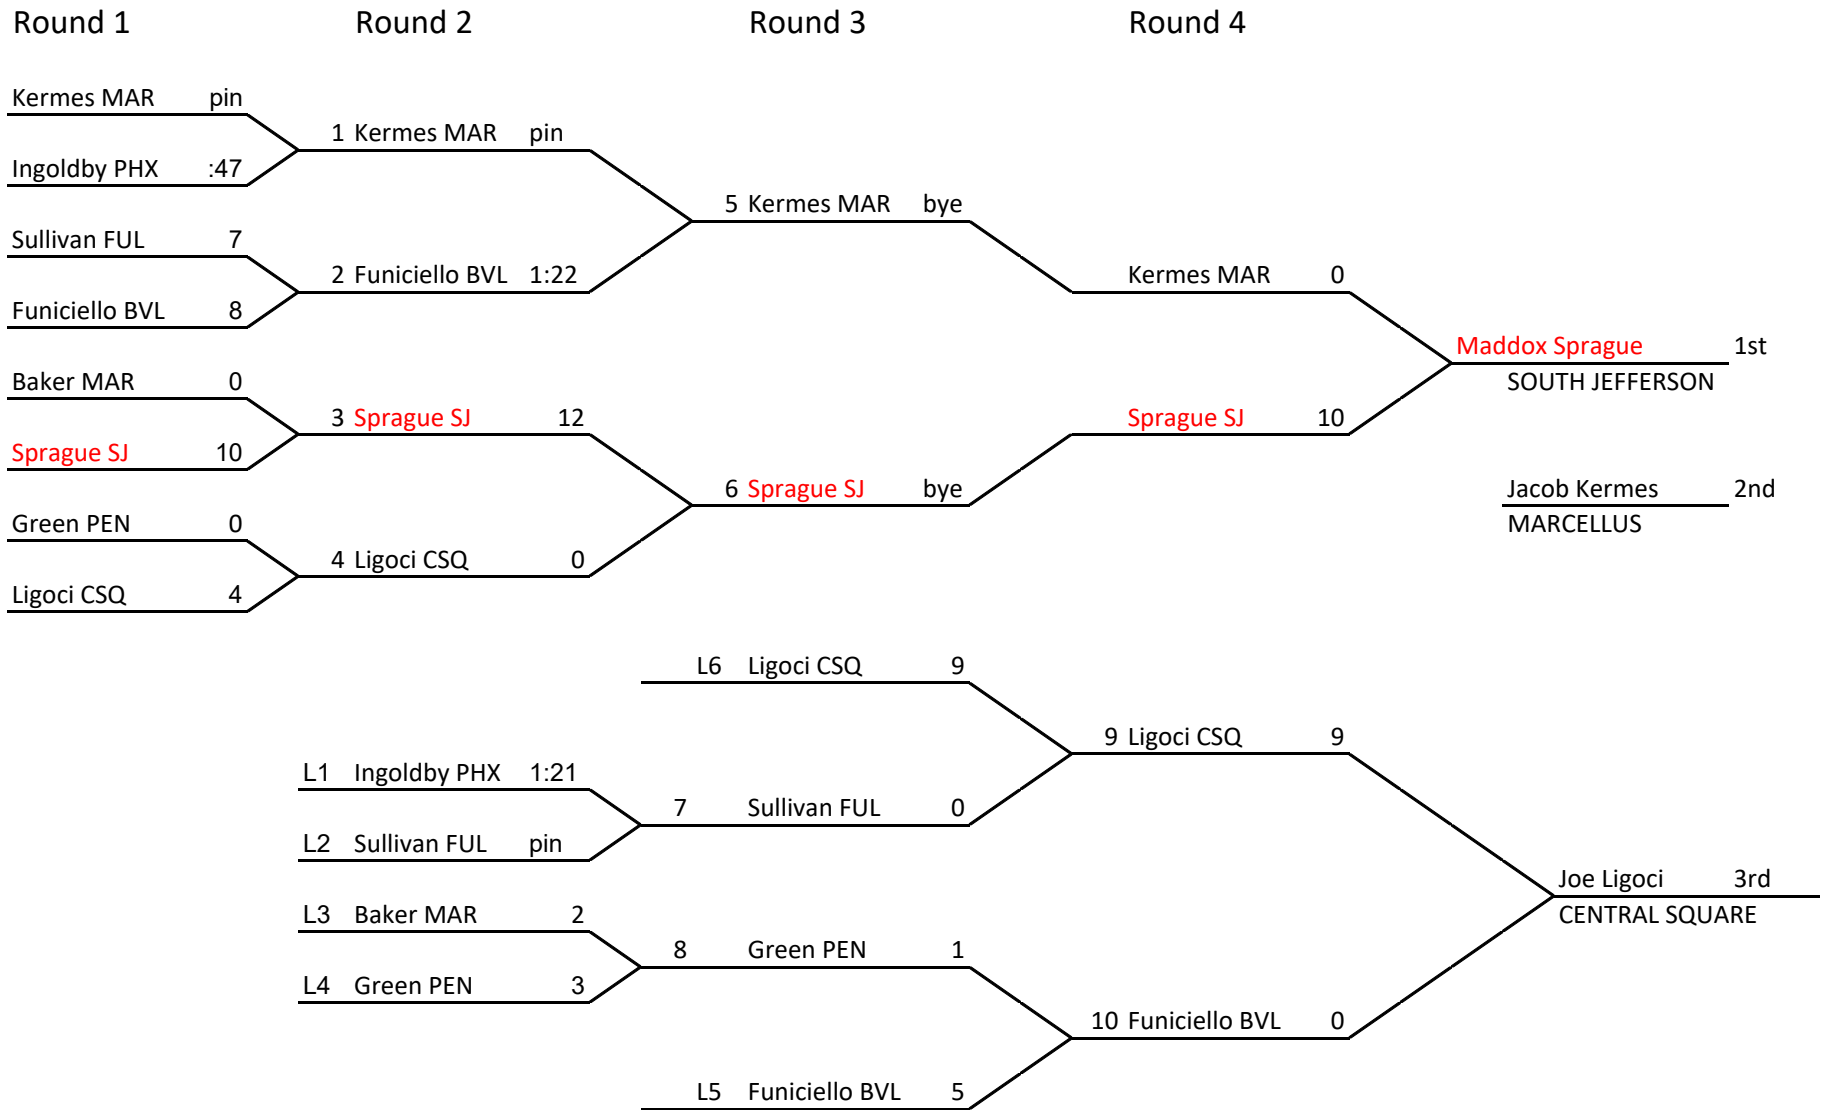 Round 1 Round 2 Round 3 Round 4
Kermes MAR pin
1 Kermes MAR pin
Ingoldby PHX :47
5 Kermes MAR bye
Sullivan FUL 7
2 Funiciello BVL 1:22 Kermes MAR 0
Funiciello BVL 8
Maddox Sprague 1st
Baker MAR 0 SOUTH JEFFERSON
3 Sprague SJ 12 Sprague SJ 10
Sprague SJ 10
6 Sprague SJ bye Jacob Kermes 2nd
Green PEN 0 MARCELLUS
4 Ligoci CSQ 0
Ligoci CSQ 4
L6 Ligoci CSQ 9
9 Ligoci CSQ 9
L1 Ingoldby PHX 1:21
7 Sullivan FUL 0
L2 Sullivan FUL pin
Joe Ligoci 3rd
L3 Baker MAR 2 CENTRAL SQUARE
8 Green PEN 1
L4 Green PEN 3
10 Funiciello BVL 0
L5 Funiciello BVL 5